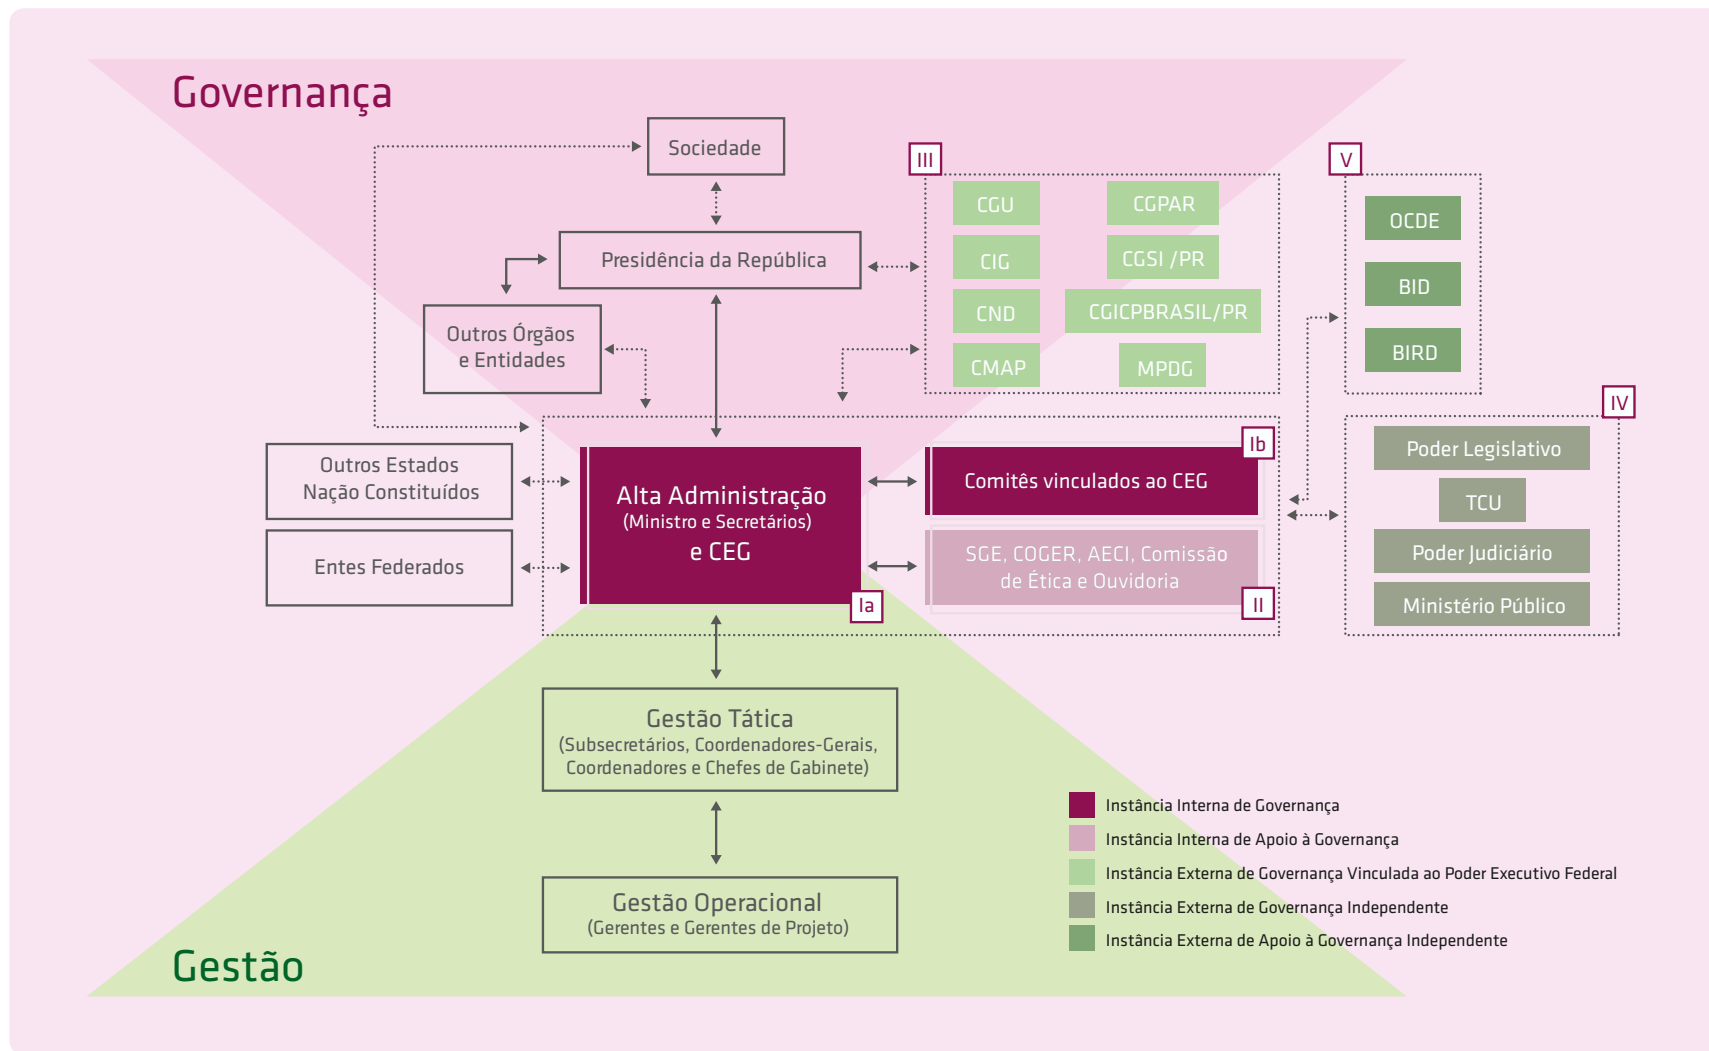 Governança
Sociedade
Presidência da República
Outros Órgãos
e Entidades
III
CGU
CGPAR
CIG
CGSI /PR
CND
CGICPBRASIL/PR
CMAP
MPDG
V
OCDE
BID
BIRD
IV
Poder Legislativo
TCU
Poder Judiciário
Ministério Público
Outros Estados
Nação Constituídos
Entes Federados
Alta Administração
(Ministro e Secretários)
e CEG
Ia
Ib
Comitês vinculados ao CEG
SGE, COGER, AECI, Comissão
de Ética e Ouvidoria
II
Gestão Tática
(Subsecretários, Coordenadores-Gerais,
Coordenadores e Chefes de Gabinete)
Gestão Operacional
(Gerentes e Gerentes de Projeto)
Gestão
Instância Interna de Governança
Instância Interna de Apoio à Governança
Instância Externa de Governança Vinculada ao Poder Executivo Federal
Instância Externa de Governança Independente
Instância Externa de Apoio à Governança Independente